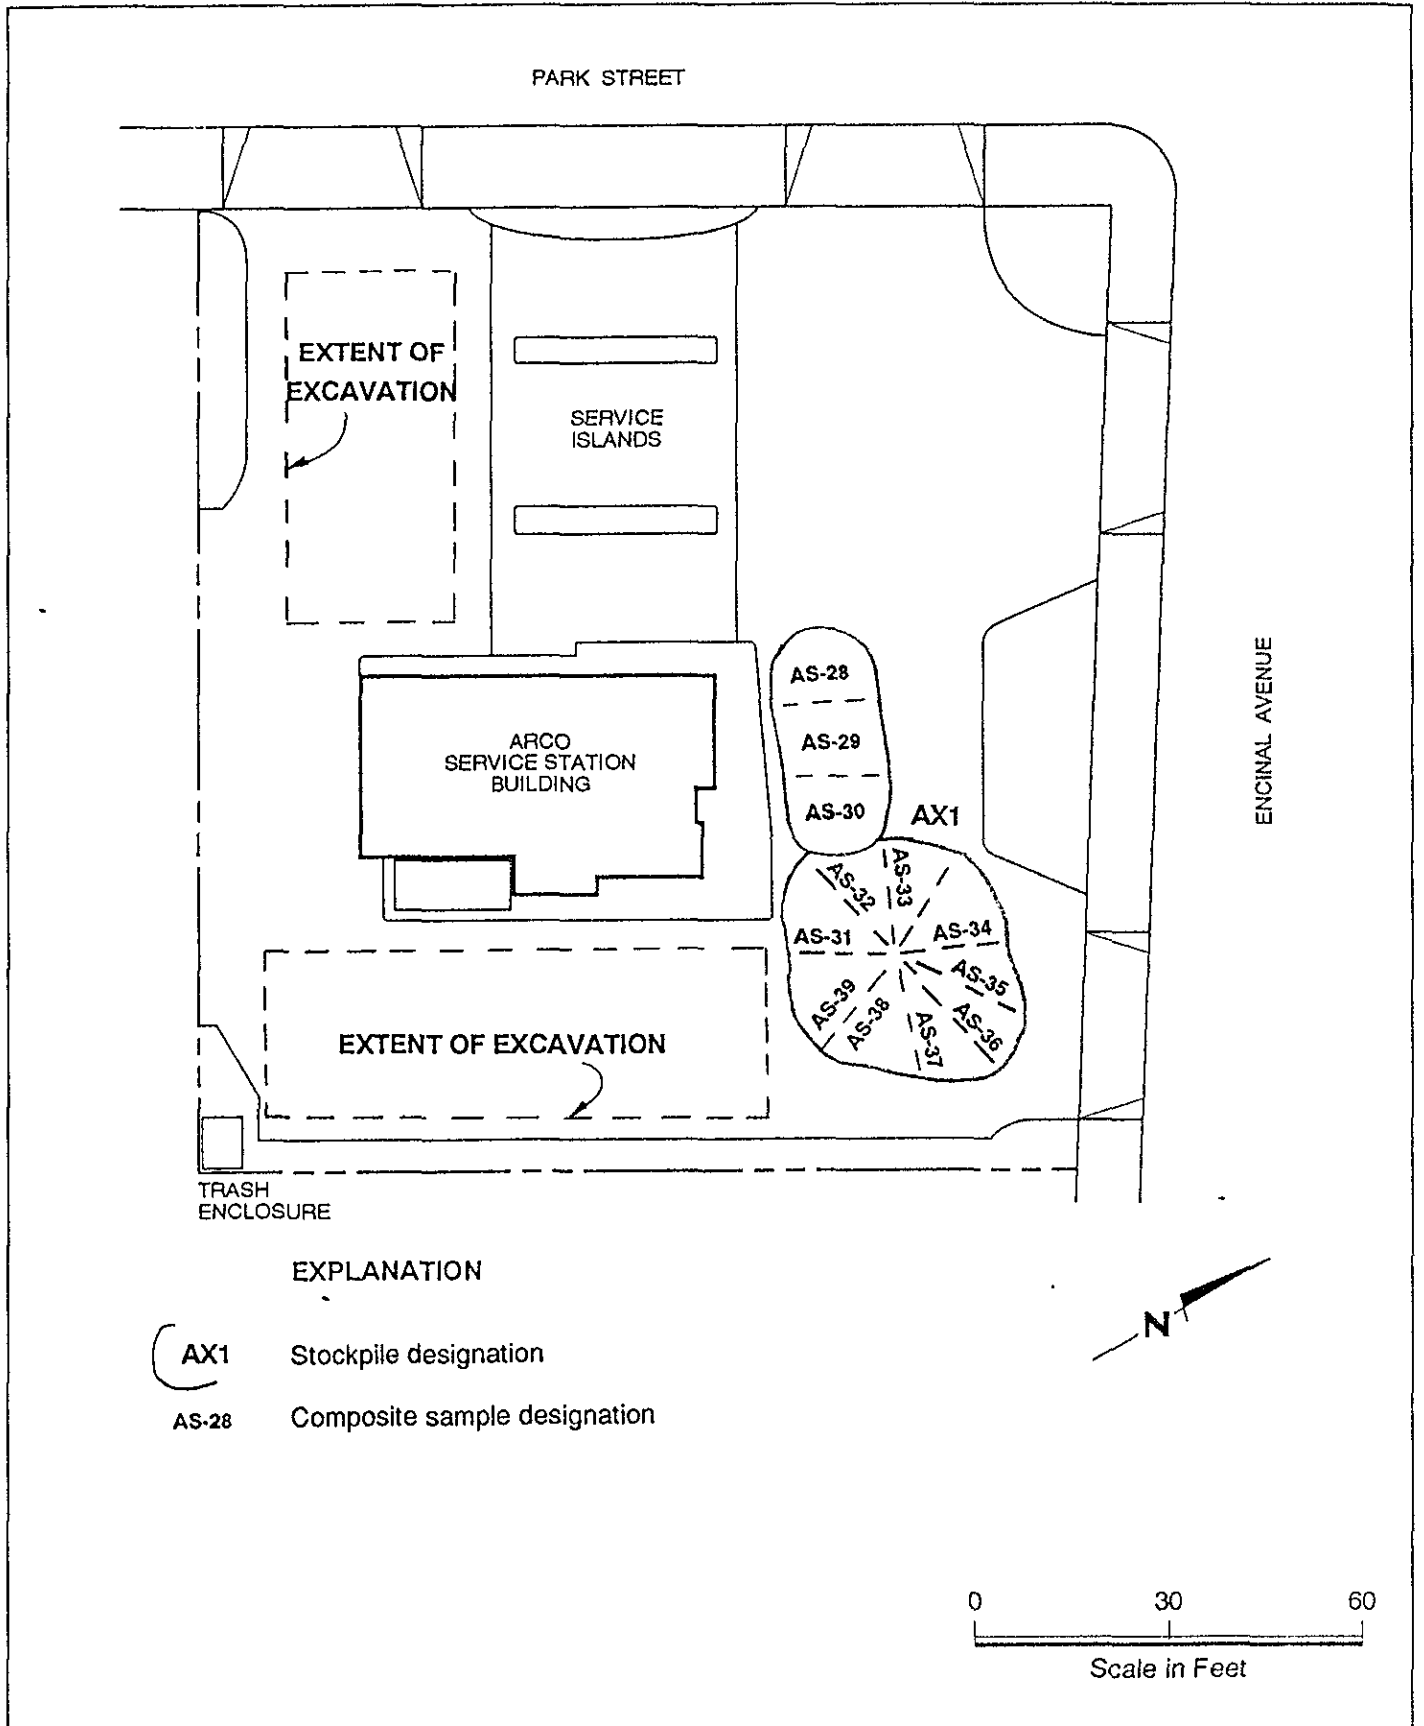 PARK STREET
EXTENT OF
EXCAVATION
SERVICE
ISLANDS
AS-28
AS-29
AS-30
AX1
ARCO
SERVICE STATION
BUILDING
ENCINAL AVENUE
AS-31
AS-32
AS-33
AS-34
AS-35
AS-36
AS-37
AS-38
AS-39
EXTENT OF EXCAVATION
TRASH
ENCLOSURE
EXPLANATION
AX1 Stockpile designation
AS-28 Composite sample designation
N
0 30 60
Scale in Feet